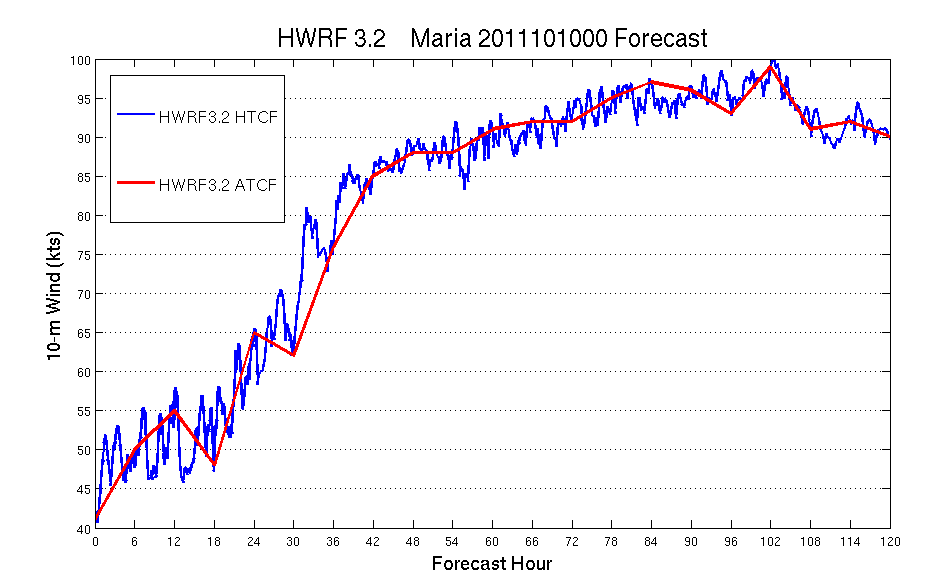 HWRF 3.2 Maria 2011101000 Forecast
HWRF3.2 HTCF
HWRF3.2 ATCF
10-m Wind (kts)
100
95
90
85
80
75
70
65
60
55
50
45
40
0 6 12 18 24 30 36 42 48 54 60 66 72 78 84 90 96 102 108 114 120
Forecast Hour